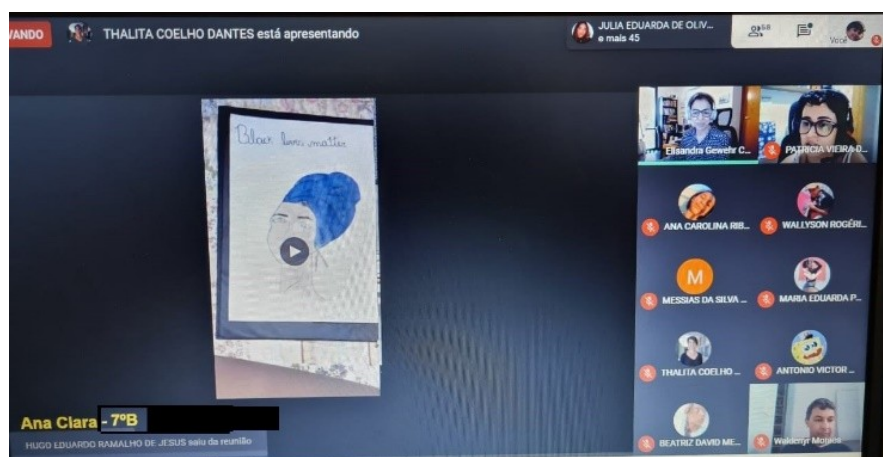 VANDO
THALITA COELHO DANTES está apresentando
JULIA EDUARDA DE OLIV...
e mais 45
58
Você
Black lives matter
Elisandra Gewehr C...
PATRICIA VIEIRA D...
ANA CAROLINA RIB...
WALLYSON ROGÉRI...
M
MESSIAS DA SILVA ...
MARIA EDUARDA P...
THALITA COELHO ...
ANTONIO VICTOR ...
Ana Clara - 7ºB
HUGO EDUARDO RAMALHO DE JESUS saiu da reunião
BEATRIZ DAVID ME...